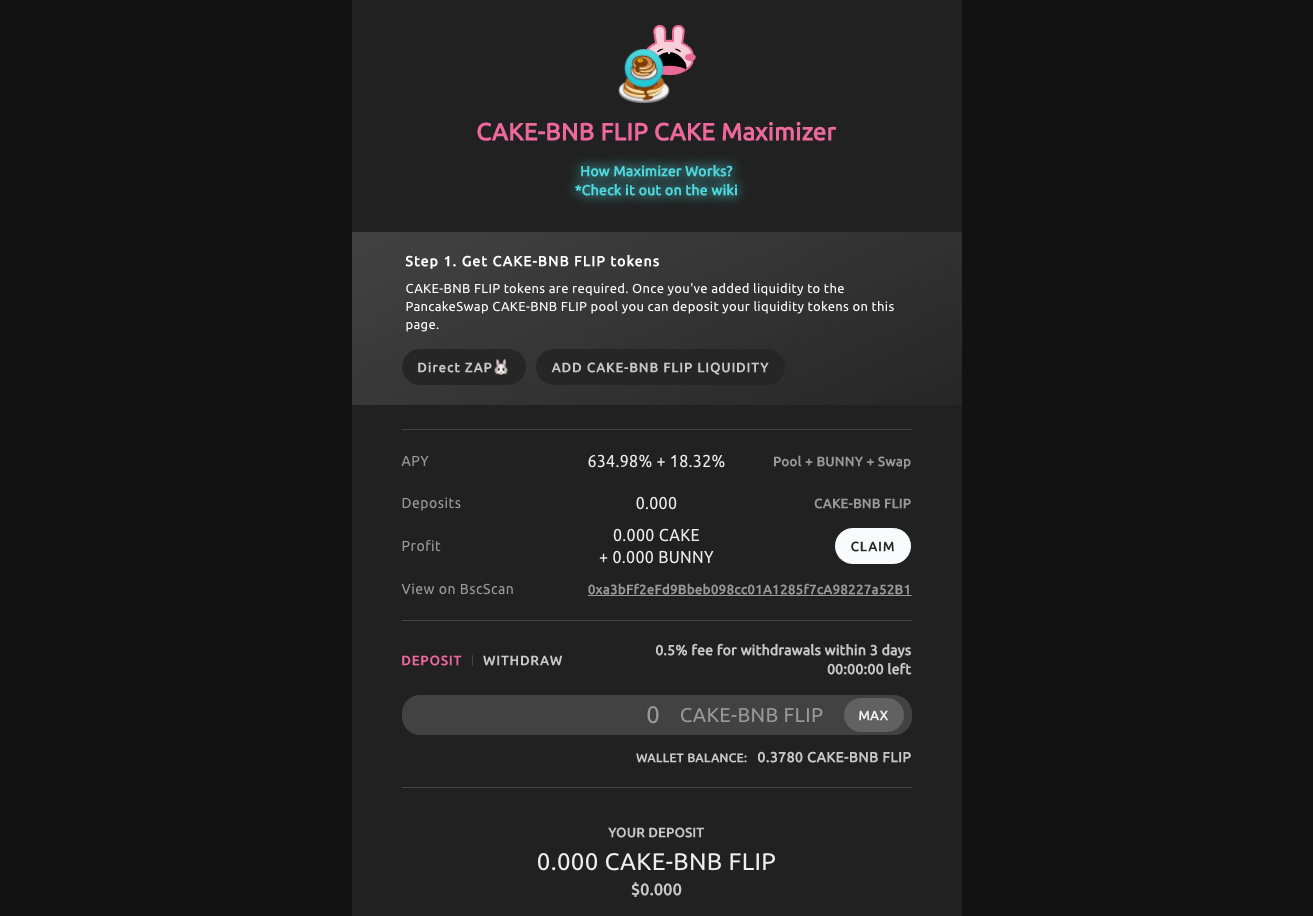 CAKE-BNB FLIP CAKE Maximizer
How Maximizer Works?
*Check it out on the wiki
Step 1. Get CAKE-BNB FLIP tokens
CAKE-BNB FLIP tokens are required. Once you've added liquidity to the
PancakeSwap CAKE-BNB FLIP pool you can deposit your liquidity tokens on this
page.
Direct ZAP🐰 ADD CAKE-BNB FLIP LIQUIDITY
APY 634.98% + 18.32% Pool + BUNNY + Swap
Deposits 0.000 CAKE-BNB FLIP
Profit 0.000 CAKE
+ 0.000 BUNNY CLAIM
View on BscScan 0xa3bFf2eFd9Bbeb098cc01A1285f7cA98227a52B1
DEPOSIT | WITHDRAW 0.5% fee for withdrawals within 3 days
00:00:00 left
0 CAKE-BNB FLIP MAX
WALLET BALANCE: 0.3780 CAKE-BNB FLIP
YOUR DEPOSIT
0.000 CAKE-BNB FLIP
$0.000